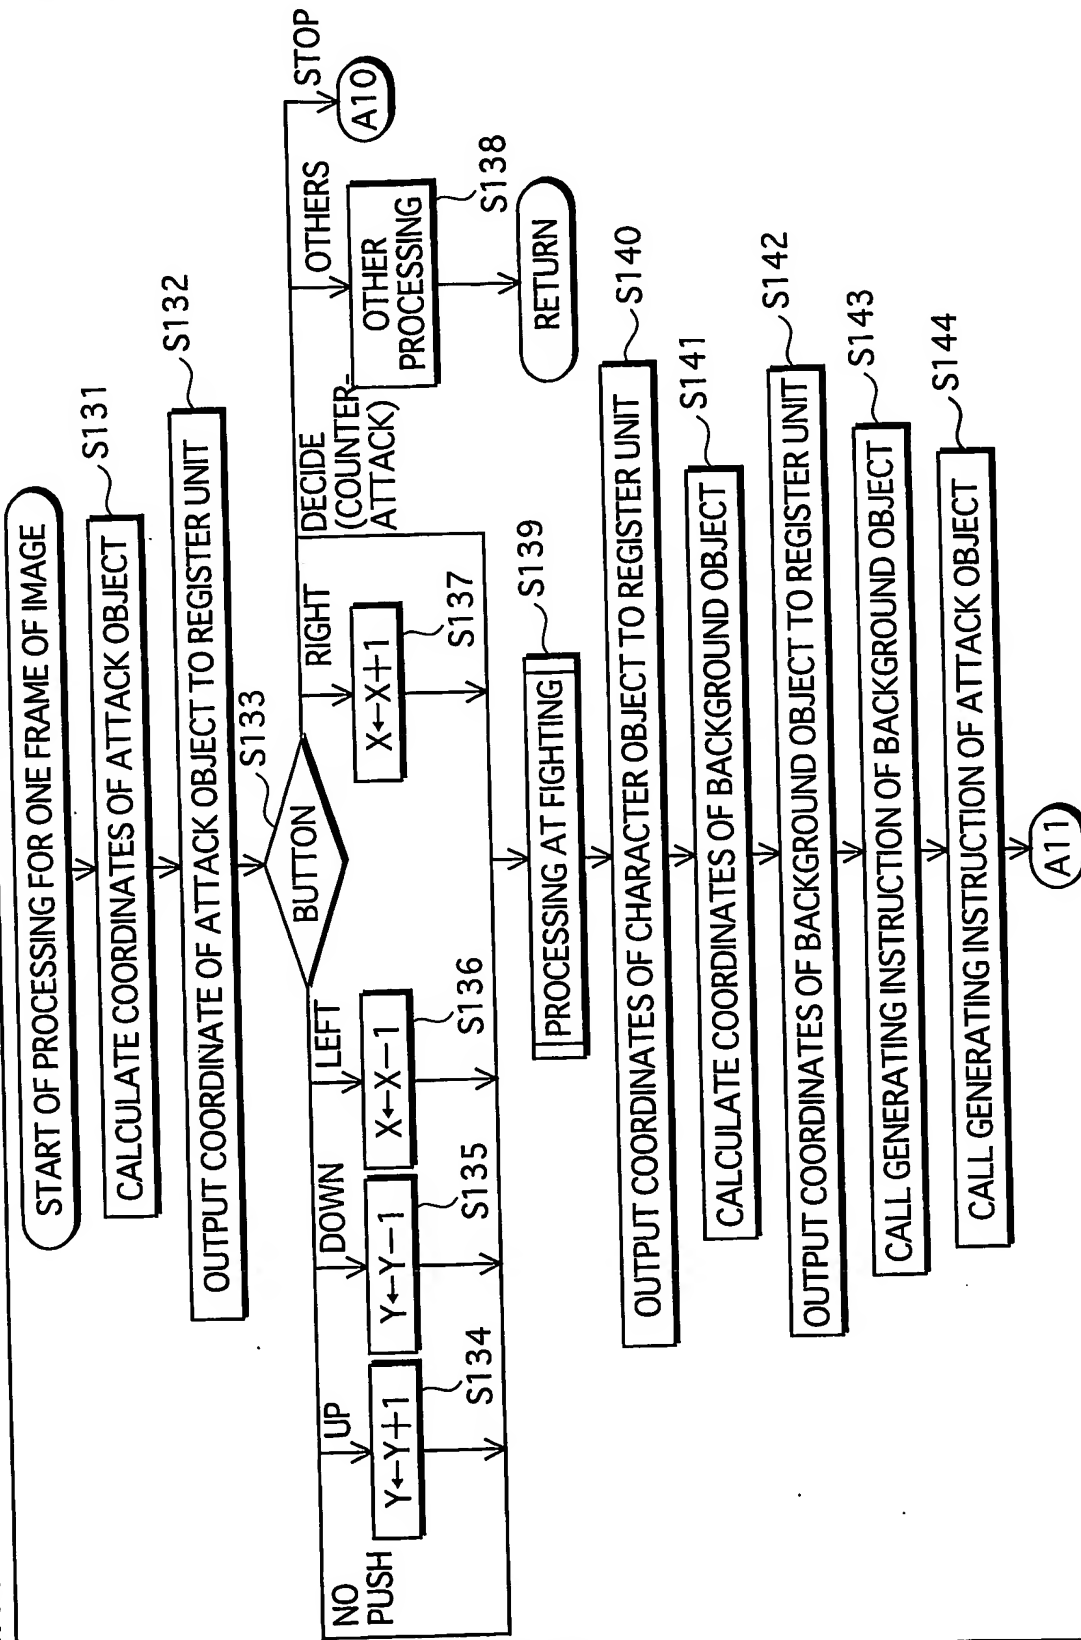 START OF PROCESSING FOR ONE FRAME OF IMAGE
CALCULATE COORDINATES OF ATTACK OBJECT
S131
OUTPUT COORDINATE OF ATTACK OBJECT TO REGISTER UNIT
S132
BUTTON
S133
NO
PUSH
UP
DOWN
LEFT
RIGHT
DECIDE
(COUNTER-
ATTACK)
OTHERS
STOP
Y←Y+1
S134
Y←Y−1
S135
X←X−1
S136
X←X+1
S137
OTHER
PROCESSING
S138
A10
RETURN
PROCESSING AT FIGHTING
S139
OUTPUT COORDINATES OF CHARACTER OBJECT TO REGISTER UNIT
S140
CALCULATE COORDINATES OF BACKGROUND OBJECT
S141
OUTPUT COORDINATES OF BACKGROUND OBJECT TO REGISTER UNIT
S142
CALL GENERATING INSTRUCTION OF BACKGROUND OBJECT
S143
CALL GENERATING INSTRUCTION OF ATTACK OBJECT
S144
A11